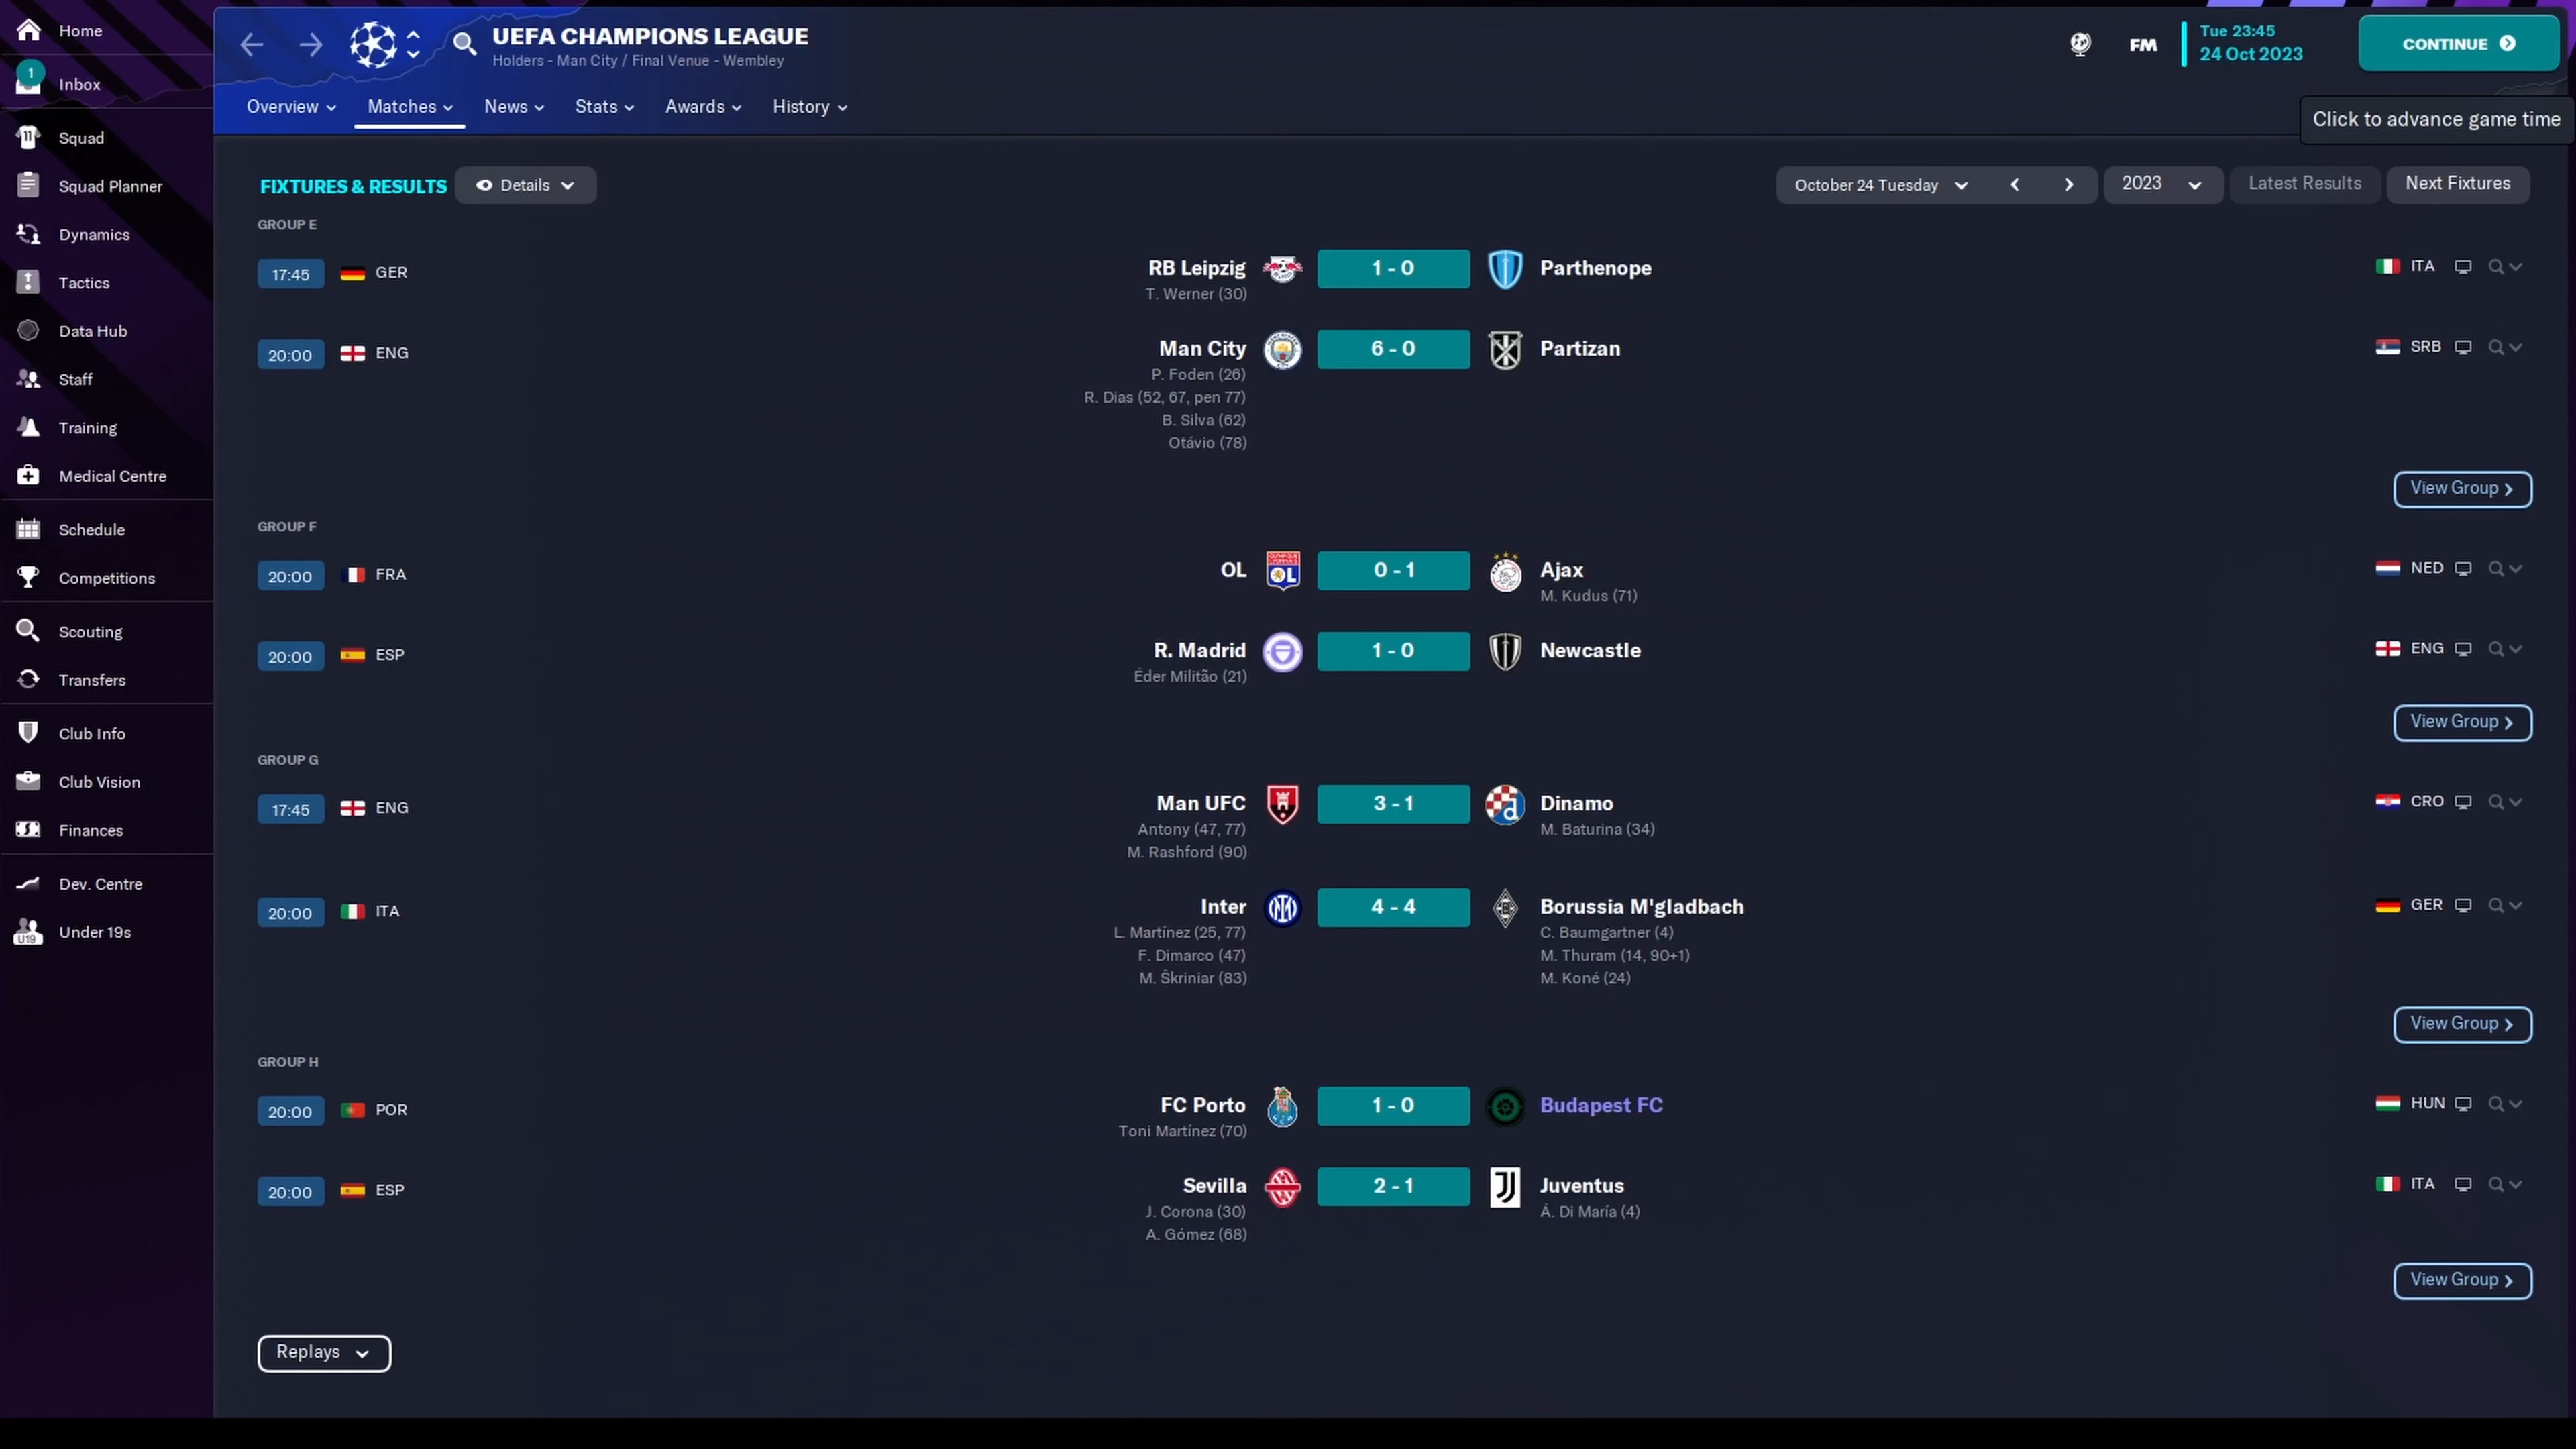 Home
1
Inbox
11
Squad
Squad Planner
Dynamics
Tactics
Data Hub
Staff
Training
Medical Centre
Schedule
Competitions
Scouting
Transfers
Club Info
Club Vision
Finances
Dev. Centre
U19
Under 19s
UEFA CHAMPIONS LEAGUE
Holders - Man City / Final Venue - Wembley
FM
Tue 23:45
24 Oct 2023
CONTINUE
Overview
Matches
News
Stats
Awards
History
Click to advance game time
FIXTURES & RESULTS
Details
October 24 Tuesday
2023
Latest Results
Next Fixtures
GROUP E
17:45 GER RB Leipzig 1 - 0 Parthenope ITA
T. Werner (30)
20:00 ENG Man City 6 - 0 Partizan SRB
P. Foden (26)
R. Dias (52, 67, pen 77)
B. Silva (62)
Otávio (78)
View Group
GROUP F
20:00 FRA OL OL 0 - 1 Ajax NED
M. Kudus (71)
20:00 ESP R. Madrid 1 - 0 Newcastle ENG
Éder Militão (21)
View Group
GROUP G
17:45 ENG Man UFC 3 - 1 Dinamo CRO
Antony (47, 77) M. Baturina (34)
M. Rashford (90)
20:00 ITA Inter 4 - 4 Borussia M'gladbach GER
L. Martínez (25, 77) C. Baumgartner (4)
F. Dimarco (47) M. Thuram (14, 90+1)
M. Škriniar (83) M. Koné (24)
View Group
GROUP H
20:00 POR FC Porto 1 - 0 Budapest FC HUN
Toni Martínez (70)
20:00 ESP Sevilla 2 - 1 Juventus ITA
J. Corona (30) Á. Di María (4)
A. Gómez (68)
View Group
Replays